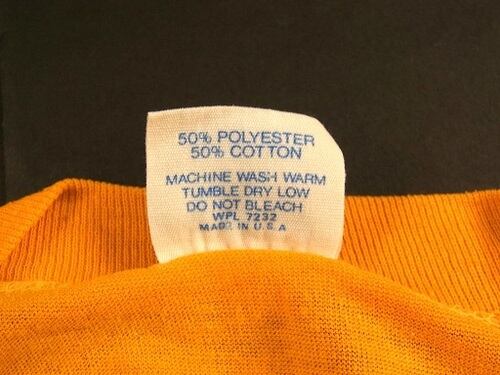 50% POLYESTER
50% COTTON
MACHINE WASH WARM
TUMBLE DRY LOW
DO NOT BLEACH
WPL 7232
MADE IN U.S.A